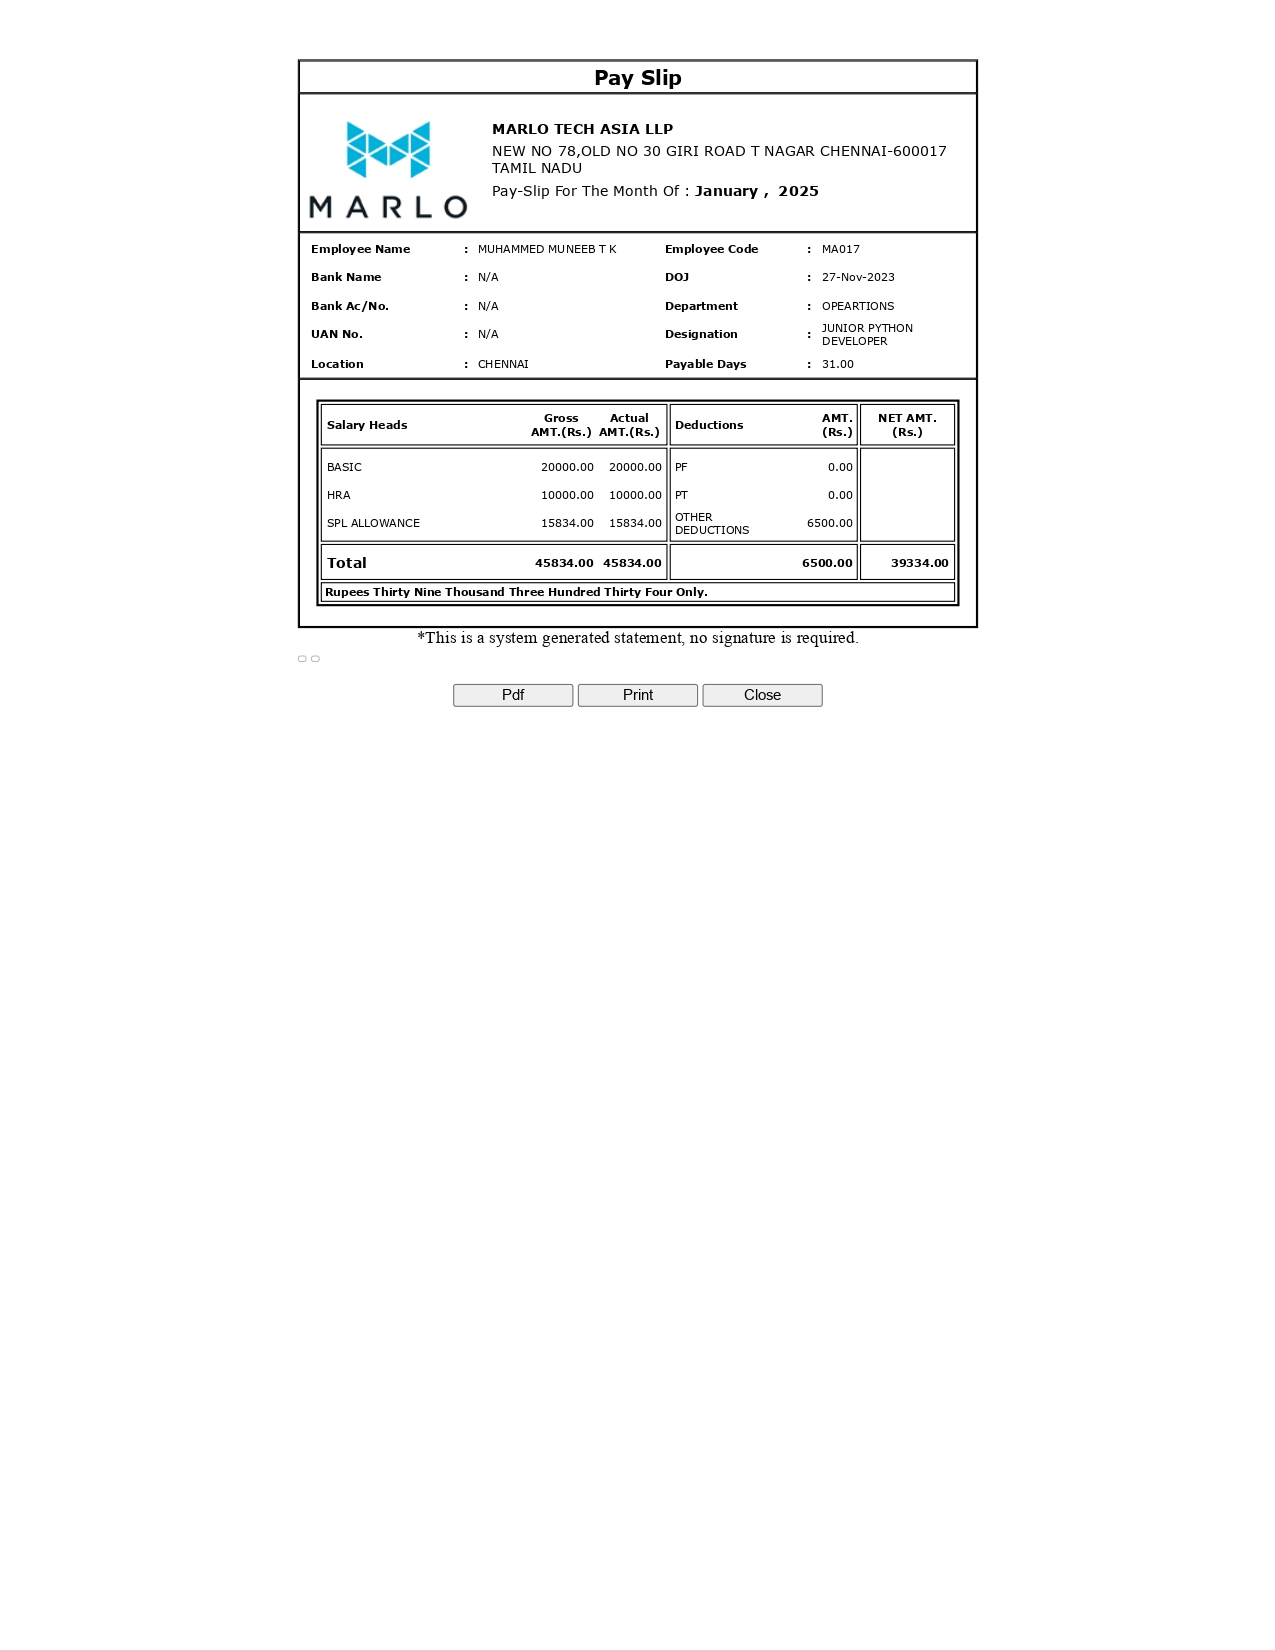 Pay Slip
MARLO
MARLO TECH ASIA LLP
NEW NO 78,OLD NO 30 GIRI ROAD T NAGAR CHENNAI-600017
TAMIL NADU
Pay-Slip For The Month Of : January , 2025
Employee Name : MUHAMMED MUNEEB T K Employee Code : MA017
Bank Name : N/A DOJ : 27-Nov-2023
Bank Ac/No. : N/A Department : OPEARTIONS
UAN No. : N/A Designation : JUNIOR PYTHON
DEVELOPER
Location : CHENNAI Payable Days : 31.00
Salary Heads Gross AMT.(Rs.) Actual AMT.(Rs.) Deductions AMT. (Rs.) NET AMT. (Rs.)
BASIC 20000.00 20000.00 PF 0.00
HRA 10000.00 10000.00 PT 0.00
SPL ALLOWANCE 15834.00 15834.00 OTHER DEDUCTIONS 6500.00
Total 45834.00 45834.00 6500.00 39334.00
Rupees Thirty Nine Thousand Three Hundred Thirty Four Only.
*This is a system generated statement, no signature is required.
Pdf Print Close